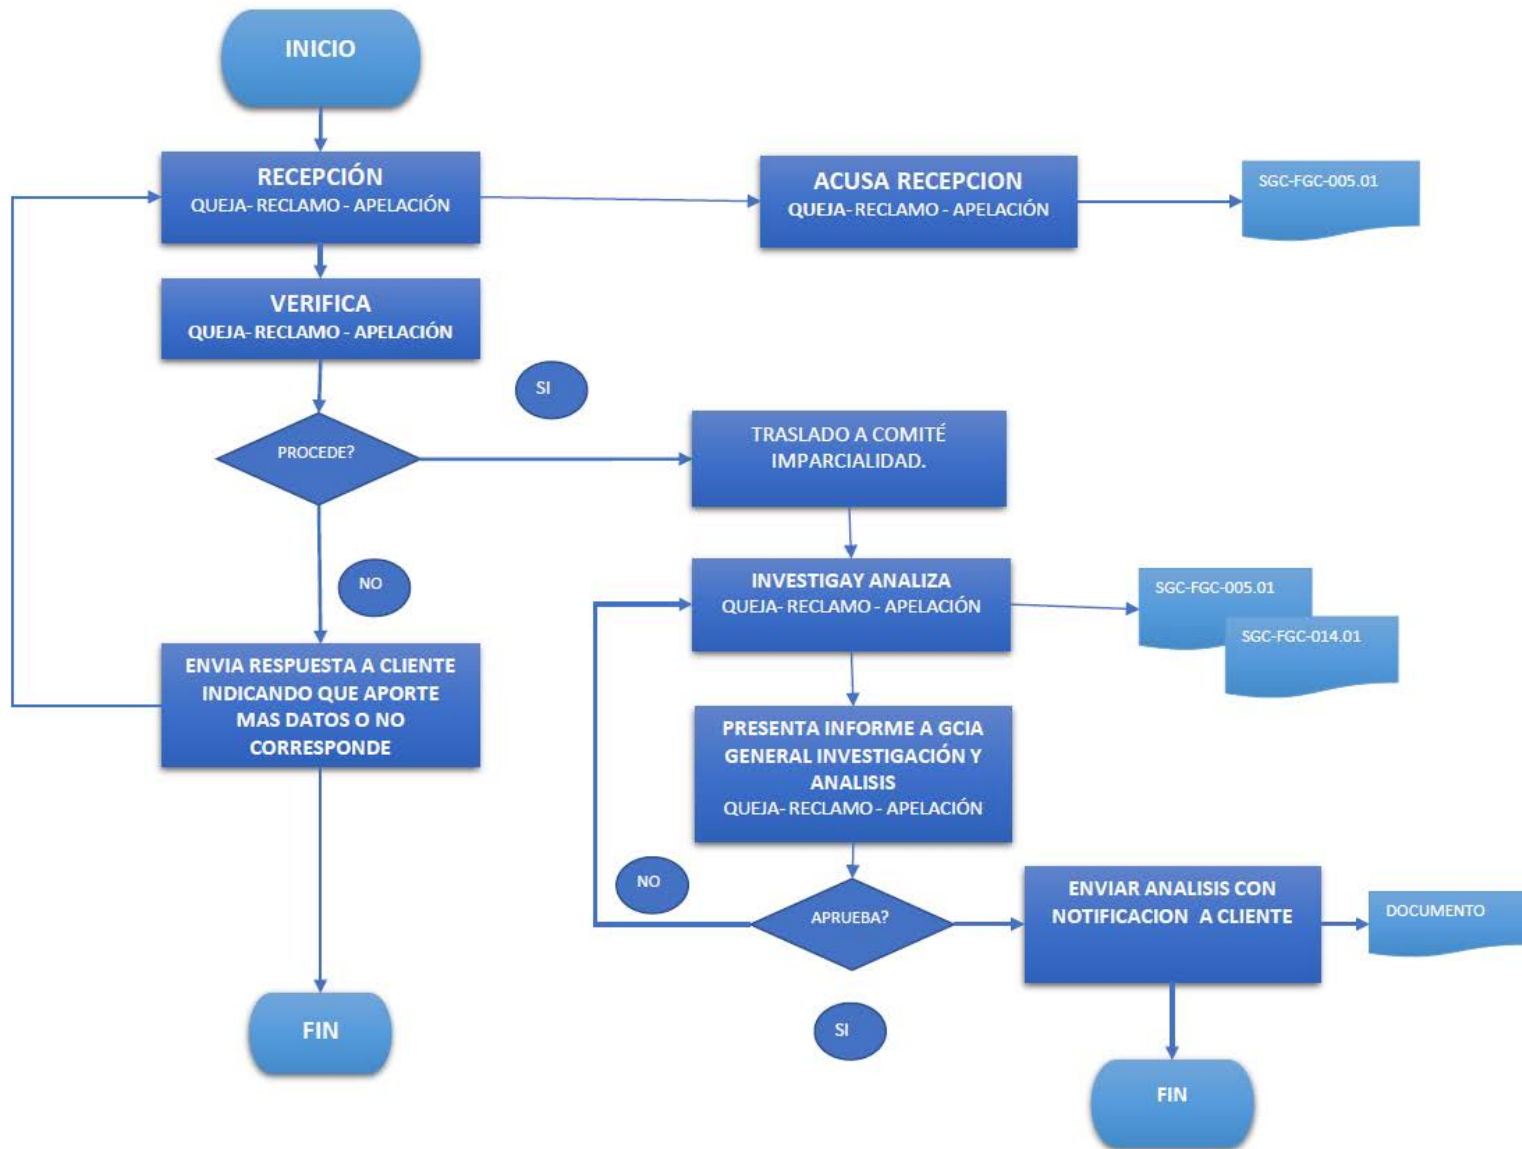 INICIO
RECEPCIÓN
QUEJA- RECLAMO - APELACIÓN
ACUSA RECEPCION
QUEJA- RECLAMO - APELACIÓN
SGC-FGC-005.01
VERIFICA
QUEJA- RECLAMO - APELACIÓN
SI
PROCEDE?
TRASLADO A COMITÉ
IMPARCIALIDAD.
NO
INVESTIGAY ANALIZA
QUEJA- RECLAMO - APELACIÓN
SGC-FGC-005.01
SGC-FGC-014.01
ENVIA RESPUESTA A CLIENTE
INDICANDO QUE APORTE
MAS DATOS O NO
CORRESPONDE
PRESENTA INFORME A GCIA
GENERAL INVESTIGACIÓN Y
ANALISIS
QUEJA- RECLAMO - APELACIÓN
NO
APRUEBA?
ENVIAR ANALISIS CON
NOTIFICACION  A CLIENTE
DOCUMENTO
SI
FIN
FIN